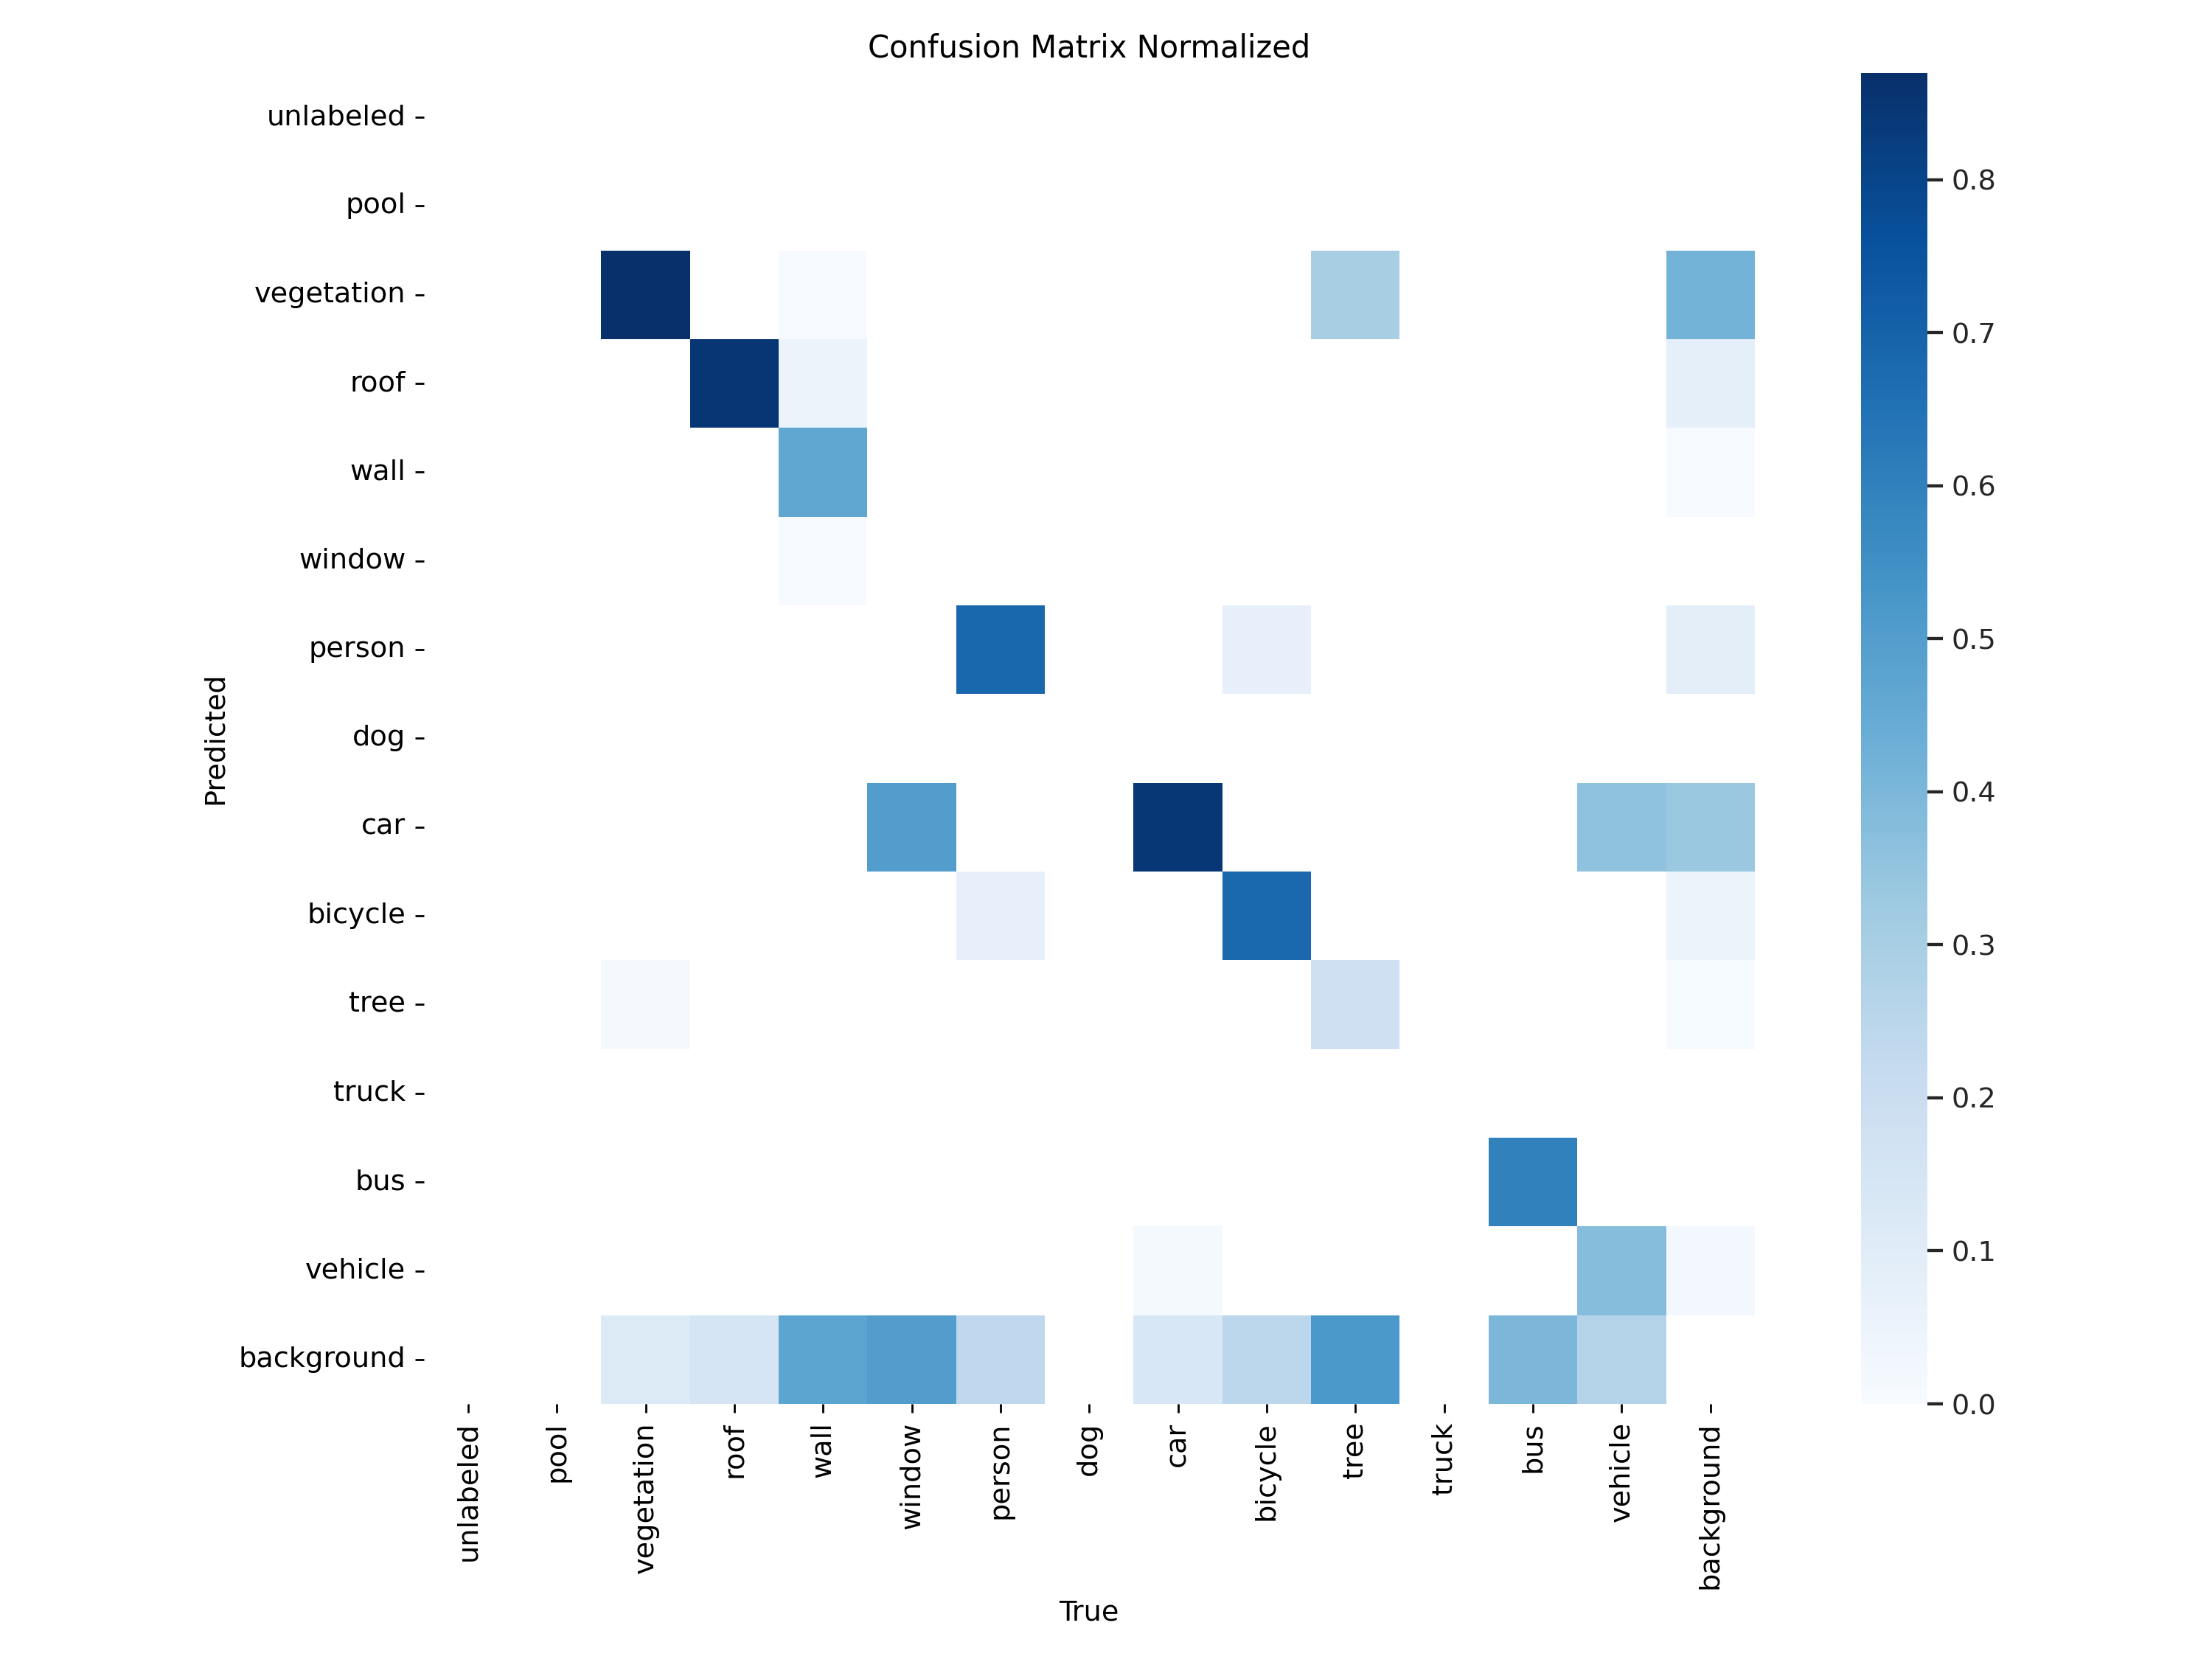 Confusion Matrix Normalized
unlabeled
pool
vegetation
roof
wall
window
person
dog
car
bicycle
tree
truck
bus
vehicle
background
Predicted
unlabeled
pool
vegetation
roof
wall
window
person
dog
car
bicycle
tree
truck
bus
vehicle
background
True
0.8
0.7
0.6
0.5
0.4
0.3
0.2
0.1
0.0